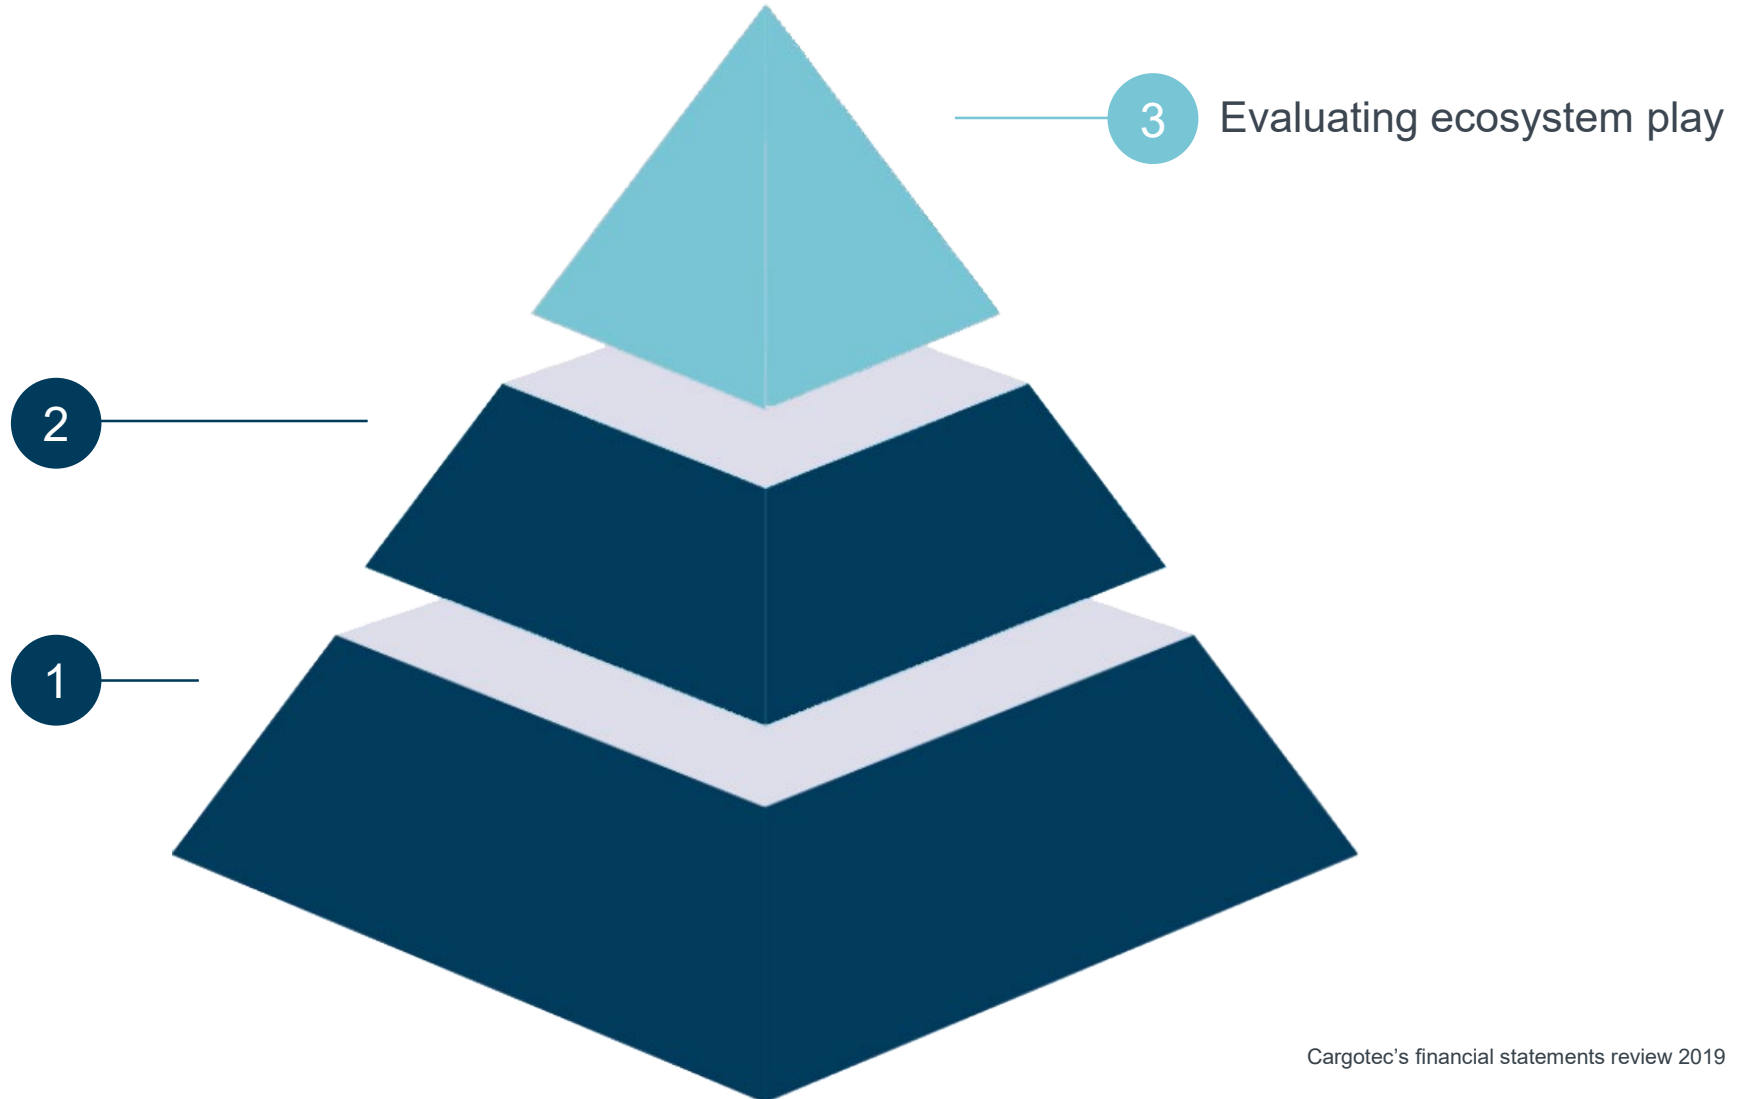 3 Evaluating ecosystem play
2
1
Cargotec’s financial statements review 2019